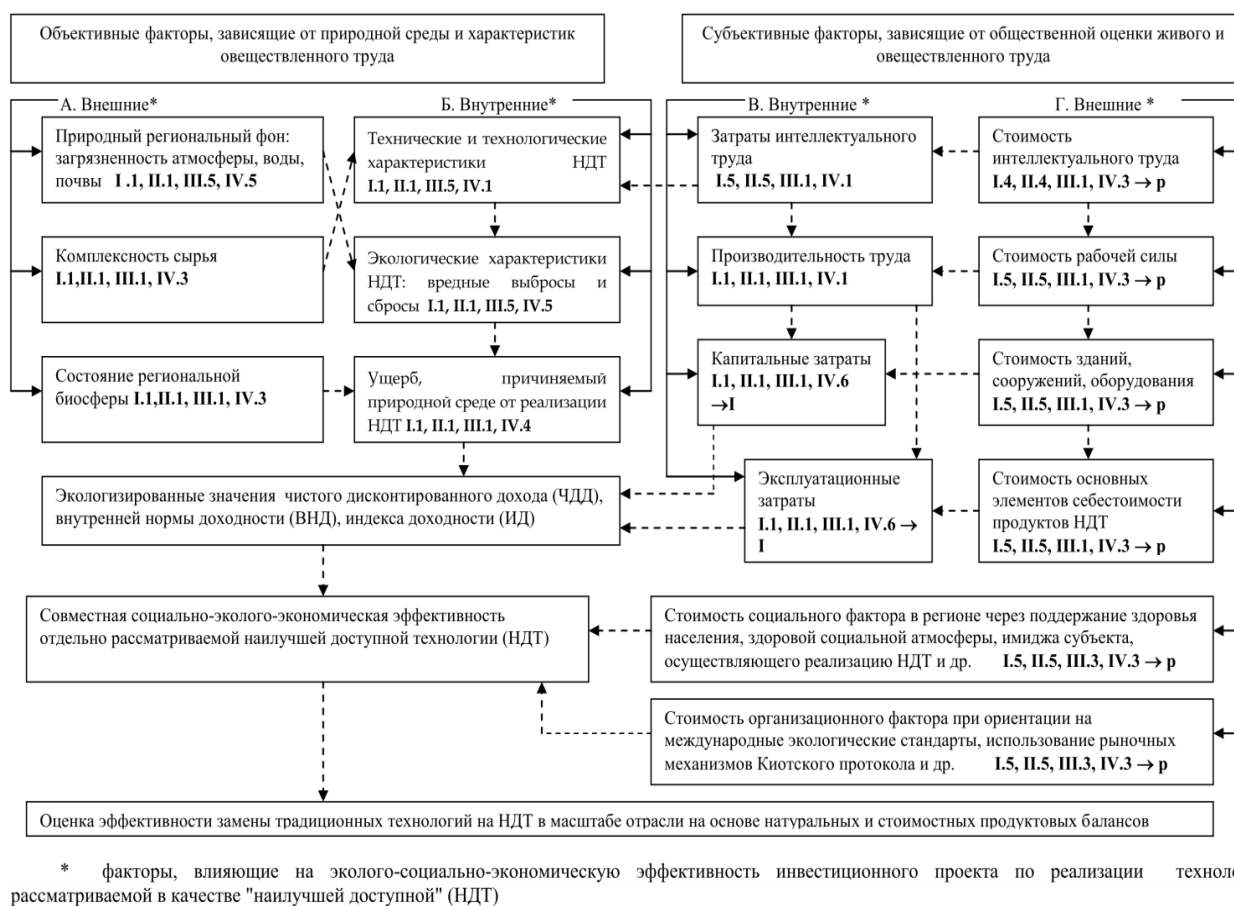 Объективные факторы, зависящие от природной среды и характеристик
овеществленного труда
Субъективные факторы, зависящие от общественной оценки живого и
овеществленного труда
А. Внешние*
Б. Внутренние*
В. Внутренние *
Г. Внешние *
Природный региональный фон:
загрязненность атмосферы, воды,
почвы I .1, II.1, III.5, IV.5
Комплексность сырья
I.1,II.1, III.1, IV.3
Состояние региональной
биосферы I.1,II.1, III.1, IV.3
Технические и технологические
характеристики НДТ
I.1, II.1, III.5, IV.1
Экологические характеристики
НДТ: вредные выбросы и
сбросы I.1, II.1, III.5, IV.5
Ущерб, причиняемый
природной среде от реализации
НДТ I.1, II.1, III.1, IV.4
Затраты интеллектуального
труда
I.5, II.5, III.1, IV.1
Производительность труда
I.1, II.1, III.1, IV.1
Капитальные затраты
I.1, II.1, III.1, IV.6
→I
Эксплуатационные
затраты
I.1, II.1, III.1, IV.6 →
I
Стоимость
интеллектуального труда
I.4, II.4, III.1, IV.3 → p
Стоимость рабочей силы
I.5, II.5, III.1, IV.3 → p
Стоимость зданий,
сооружений, оборудования
I.5, II.5, III.1, IV.3 → p
Стоимость основных
элементов себестоимости
продуктов НДТ
I.5, II.5, III.1, IV.3 → p
Экологизированные значения чистого дисконтированного дохода (ЧДД),
внутренней нормы доходности (ВНД), индекса доходности (ИД)
Совместная социально-эколого-экономическая эффективность
отдельно рассматриваемой наилучшей доступной технологии (НДТ)
Стоимость социального фактора в регионе через поддержание здоровья
населения, здоровой социальной атмосферы, имиджа субъекта,
осуществляющего реализацию НДТ и др. I.5, II.5, III.3, IV.3 → p
Стоимость организационного фактора при ориентации на
международные экологические стандарты, использование рыночных
механизмов Киотского протокола и др. I.5, II.5, III.3, IV.3 → p
Оценка эффективности замены традиционных технологий на НДТ в масштабе отрасли на основе натуральных и стоимостных продуктовых балансов
* факторы, влияющие на эколого-социально-экономическую эффективность инвестиционного проекта по реализации техноло
рассматриваемой в качестве "наилучшей доступной" (НДТ)